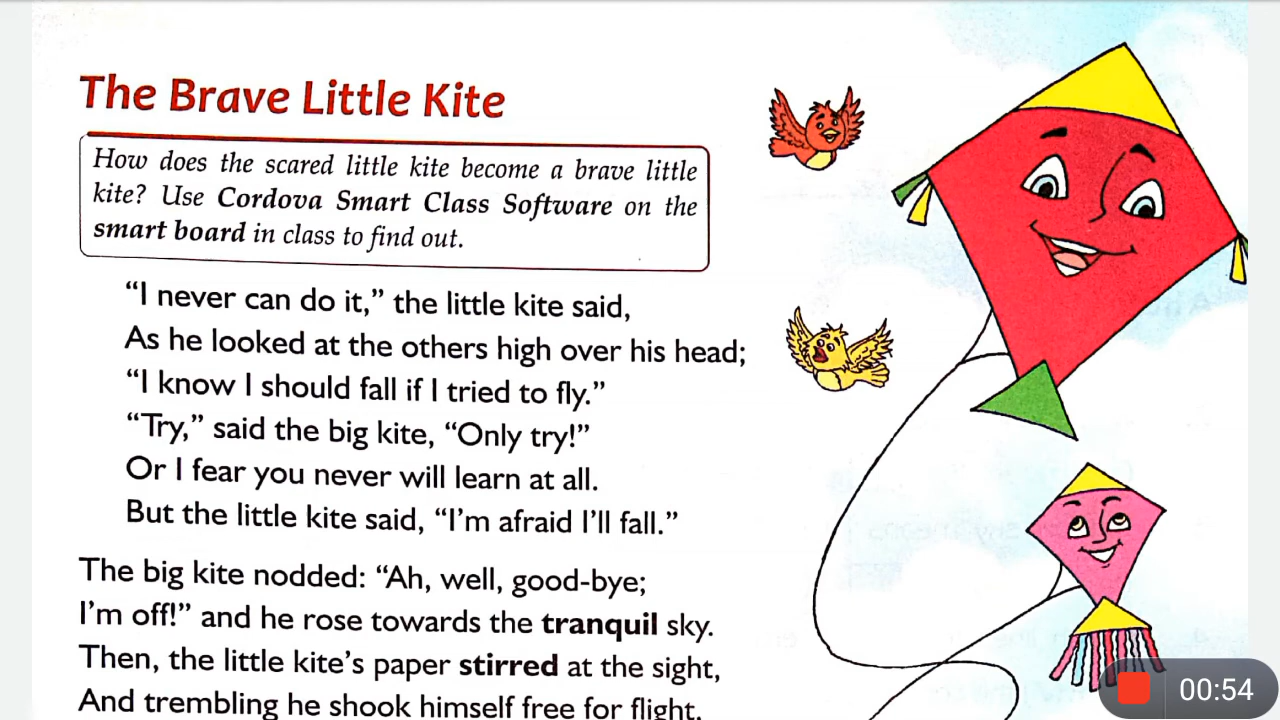 The Brave Little Kite
How does the scared little kite become a brave little
kite? Use Cordova Smart Class Software on the
smart board in class to find out.
“I never can do it,” the little kite said,
As he looked at the others high over his head;
“I know I should fall if I tried to fly.”
“Try,” said the big kite, “Only try!”
Or I fear you never will learn at all.
But the little kite said, “I’m afraid I’ll fall.”
The big kite nodded: “Ah, well, good-bye;
I’m off!” and he rose towards the tranquil sky.
Then, the little kite’s paper stirred at the sight,
And trembling he shook himself free for flight.
00:54